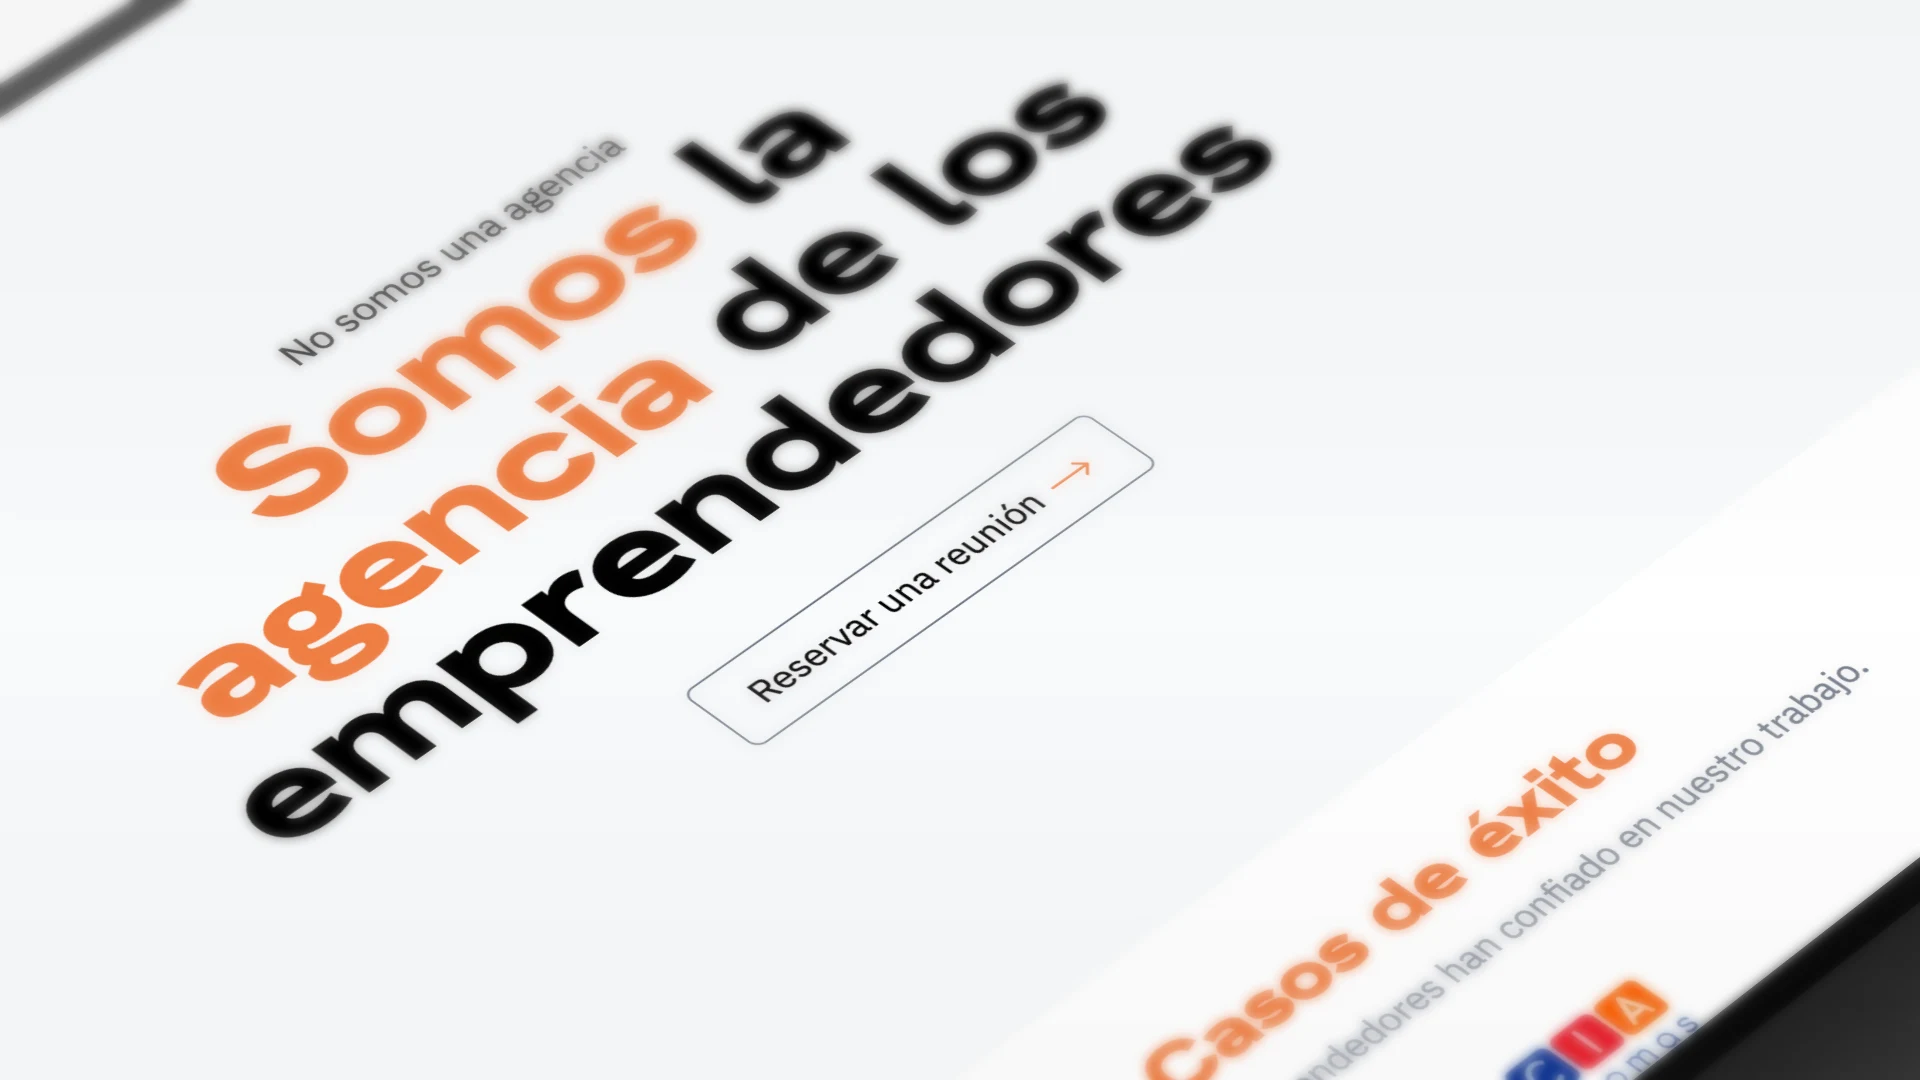 No somos una agencia
Somos la
agencia de los
emprendedores
Reservar una reunión →
Casos de éxito
han confiado en nuestro trabajo.
CIA